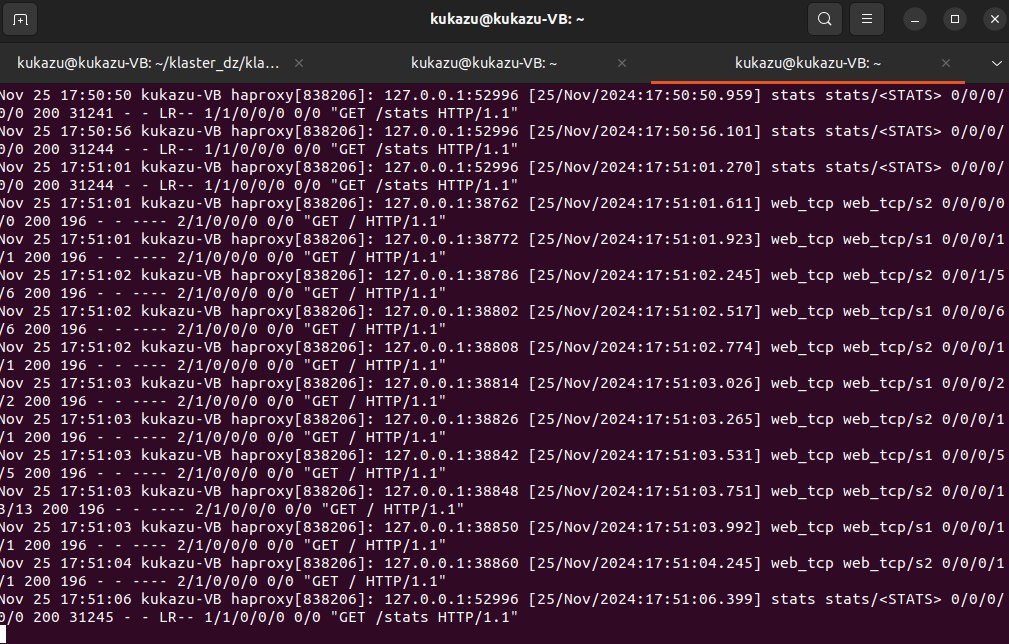 kukazu@kukazu-VB: ~
kukazu@kukazu-VB: ~/klaster_dz/kla...
kukazu@kukazu-VB: ~
kukazu@kukazu-VB: ~
Nov 25 17:50:50 kukazu-VB haproxy[838206]: 127.0.0.1:52996 [25/Nov/2024:17:50:50.959] stats stats/<STATS> 0/0/0/
0/0 200 31241 - - LR-- 1/1/0/0/0 0/0 "GET /stats HTTP/1.1"
Nov 25 17:50:56 kukazu-VB haproxy[838206]: 127.0.0.1:52996 [25/Nov/2024:17:50:56.101] stats stats/<STATS> 0/0/0/
0/0 200 31244 - - LR-- 1/1/0/0/0 0/0 "GET /stats HTTP/1.1"
Nov 25 17:51:01 kukazu-VB haproxy[838206]: 127.0.0.1:52996 [25/Nov/2024:17:51:01.270] stats stats/<STATS> 0/0/0/
0/0 200 31244 - - LR-- 1/1/0/0/0 0/0 "GET /stats HTTP/1.1"
Nov 25 17:51:01 kukazu-VB haproxy[838206]: 127.0.0.1:38762 [25/Nov/2024:17:51:01.611] web_tcp web_tcp/s2 0/0/0/0
/0 200 196 - - ---- 2/1/0/0/0 0/0 "GET / HTTP/1.1"
Nov 25 17:51:01 kukazu-VB haproxy[838206]: 127.0.0.1:38772 [25/Nov/2024:17:51:01.923] web_tcp web_tcp/s1 0/0/0/1
/1 200 196 - - ---- 2/1/0/0/0 0/0 "GET / HTTP/1.1"
Nov 25 17:51:02 kukazu-VB haproxy[838206]: 127.0.0.1:38786 [25/Nov/2024:17:51:02.245] web_tcp web_tcp/s2 0/0/1/5
/6 200 196 - - ---- 2/1/0/0/0 0/0 "GET / HTTP/1.1"
Nov 25 17:51:02 kukazu-VB haproxy[838206]: 127.0.0.1:38802 [25/Nov/2024:17:51:02.517] web_tcp web_tcp/s1 0/0/0/6
/6 200 196 - - ---- 2/1/0/0/0 0/0 "GET / HTTP/1.1"
Nov 25 17:51:02 kukazu-VB haproxy[838206]: 127.0.0.1:38808 [25/Nov/2024:17:51:02.774] web_tcp web_tcp/s2 0/0/0/1
/1 200 196 - - ---- 2/1/0/0/0 0/0 "GET / HTTP/1.1"
Nov 25 17:51:03 kukazu-VB haproxy[838206]: 127.0.0.1:38814 [25/Nov/2024:17:51:03.026] web_tcp web_tcp/s1 0/0/0/2
/2 200 196 - - ---- 2/1/0/0/0 0/0 "GET / HTTP/1.1"
Nov 25 17:51:03 kukazu-VB haproxy[838206]: 127.0.0.1:38826 [25/Nov/2024:17:51:03.265] web_tcp web_tcp/s2 0/0/0/1
/1 200 196 - - ---- 2/1/0/0/0 0/0 "GET / HTTP/1.1"
Nov 25 17:51:03 kukazu-VB haproxy[838206]: 127.0.0.1:38842 [25/Nov/2024:17:51:03.531] web_tcp web_tcp/s1 0/0/0/5
/5 200 196 - - ---- 2/1/0/0/0 0/0 "GET / HTTP/1.1"
Nov 25 17:51:03 kukazu-VB haproxy[838206]: 127.0.0.1:38848 [25/Nov/2024:17:51:03.751] web_tcp web_tcp/s2 0/0/0/1
3/13 200 196 - - ---- 2/1/0/0/0 0/0 "GET / HTTP/1.1"
Nov 25 17:51:03 kukazu-VB haproxy[838206]: 127.0.0.1:38850 [25/Nov/2024:17:51:03.992] web_tcp web_tcp/s1 0/0/0/1
/1 200 196 - - ---- 2/1/0/0/0 0/0 "GET / HTTP/1.1"
Nov 25 17:51:04 kukazu-VB haproxy[838206]: 127.0.0.1:38860 [25/Nov/2024:17:51:04.245] web_tcp web_tcp/s2 0/0/0/1
/1 200 196 - - ---- 2/1/0/0/0 0/0 "GET / HTTP/1.1"
Nov 25 17:51:06 kukazu-VB haproxy[838206]: 127.0.0.1:52996 [25/Nov/2024:17:51:06.399] stats stats/<STATS> 0/0/0/
0/0 200 31245 - - LR-- 1/1/0/0/0 0/0 "GET /stats HTTP/1.1"